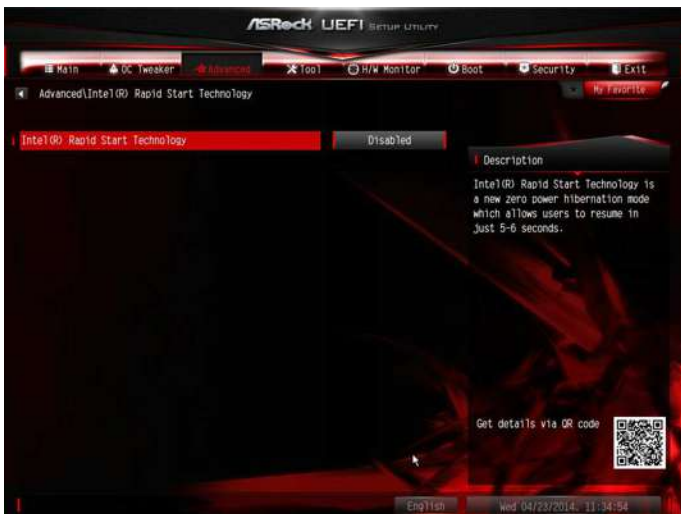 ASRock UEFI SETUP UTILITY
Main OC Tweaker Advanced Tool H/W Monitor Boot Security Exit
Advanced\Intel(R) Rapid Start Technology
My Favorite
Intel(R) Rapid Start Technology Disabled
Description
Intel(R) Rapid Start Technology is
a new zero power hibernation mode
which allows users to resume in
just 5-6 seconds.
Get details via QR code
English Wed 04/23/2014. 11:34:54